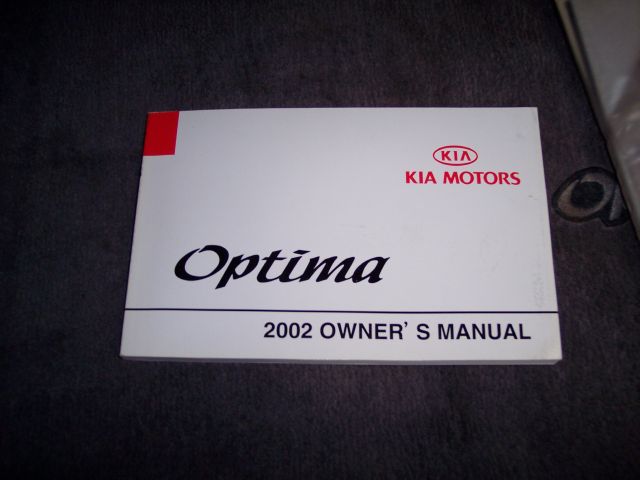 KIA
KIA MOTORS
Optima
2002 OWNER'S MANUAL